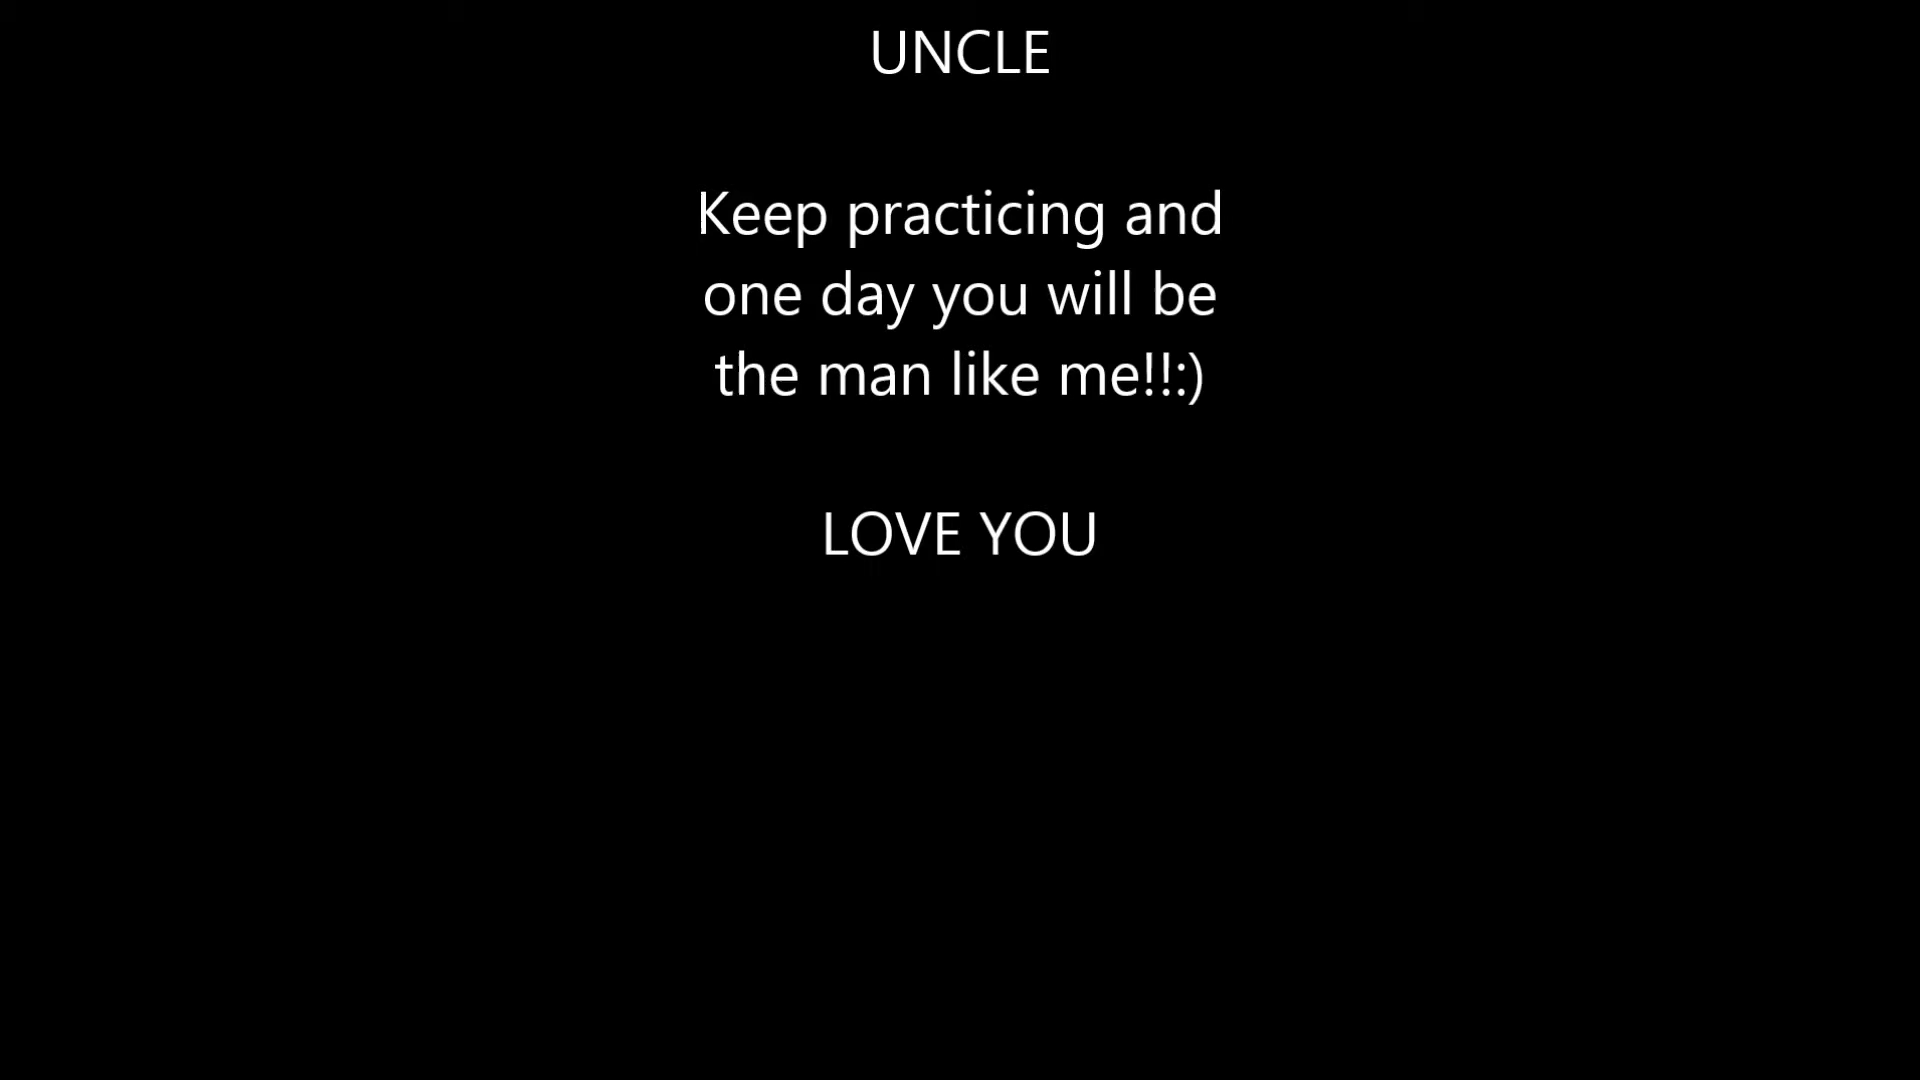 UNCLE
Keep practicing and
one day you will be
the man like me!!:)
LOVE YOU